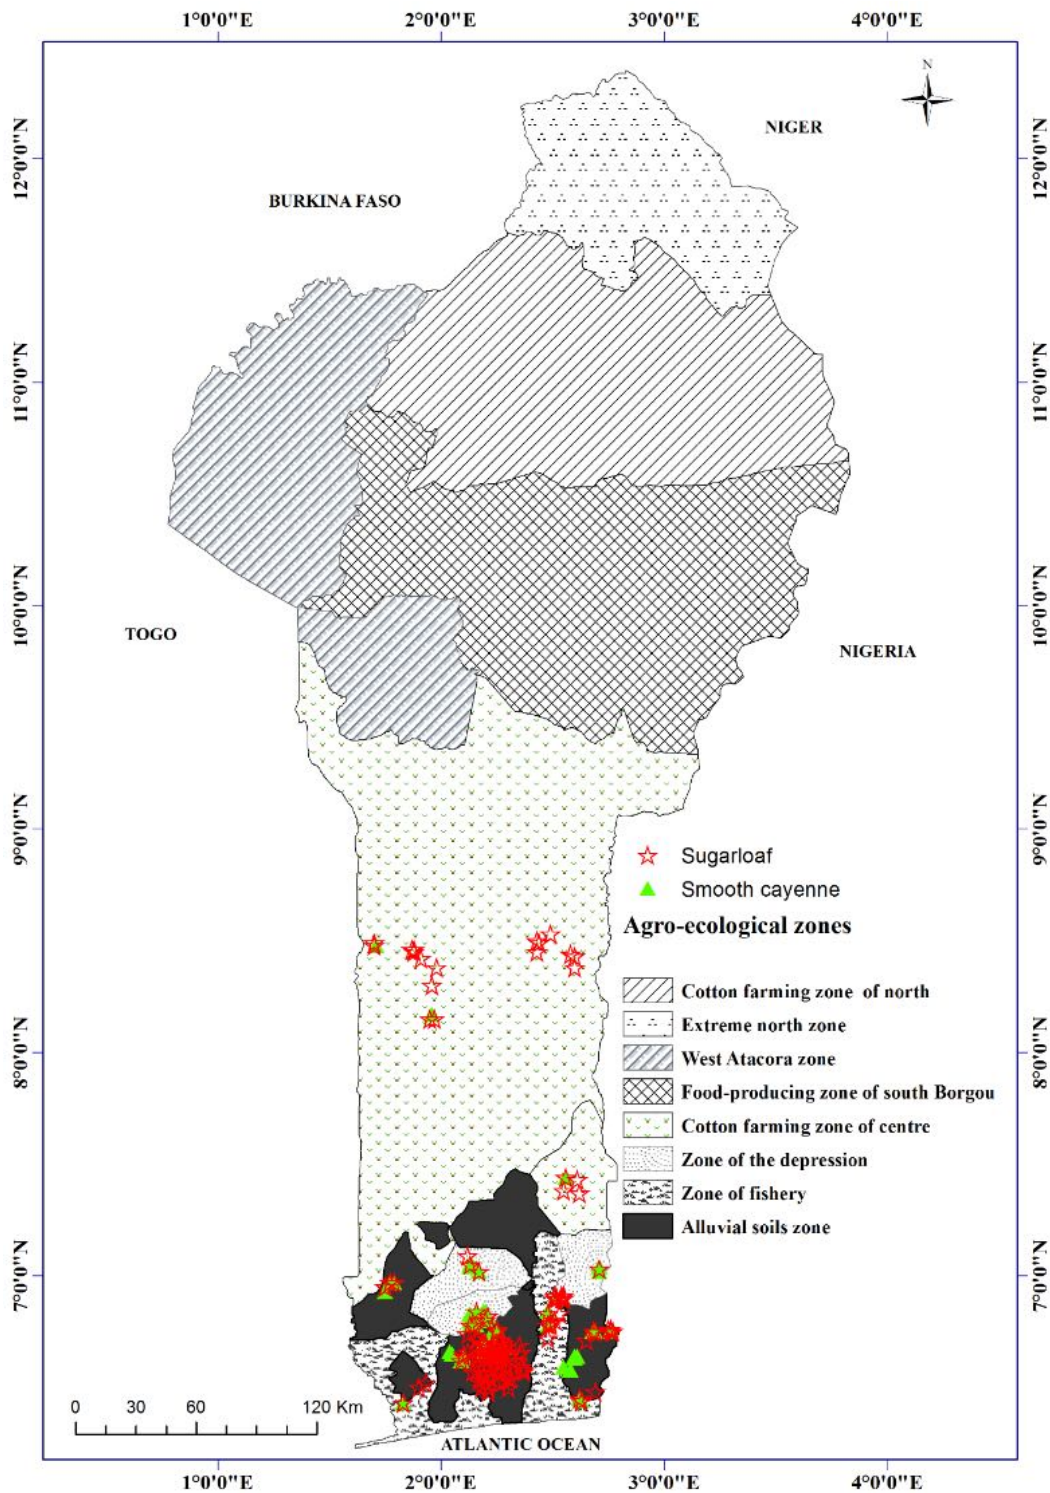 1°0'0"E 2°0'0"E 3°0'0"E 4°0'0"E
N
12°0'0"N 12°0'0"N
NIGER
BURKINA FASO
11°0'0"N 11°0'0"N
10°0'0"N 10°0'0"N
TOGO
NIGERIA
9°0'0"N 9°0'0"N
Sugarloaf
Smooth cayenne
Agro-ecological zones
Cotton farming zone of north
Extreme north zone
West Atacora zone
8°0'0"N 8°0'0"N
Food-producing zone of south Borgou
Cotton farming zone of centre
Zone of the depression
Zone of fishery
Alluvial soils zone
7°0'0"N 7°0'0"N
0 30 60 120 Km
ATLANTIC OCEAN
1°0'0"E 2°0'0"E 3°0'0"E 4°0'0"E